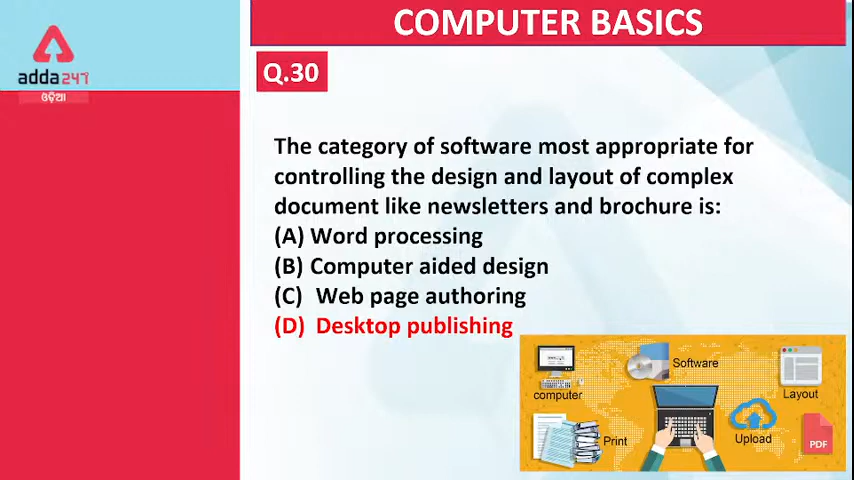 COMPUTER BASICS
adda247
ଓଡ଼ିଆ
Q.30
The category of software most appropriate for
controlling the design and layout of complex
document like newsletters and brochure is:
(A) Word processing
(B) Computer aided design
(C) Web page authoring
(D) Desktop publishing
computer
Software
Layout
Print
Upload
PDF